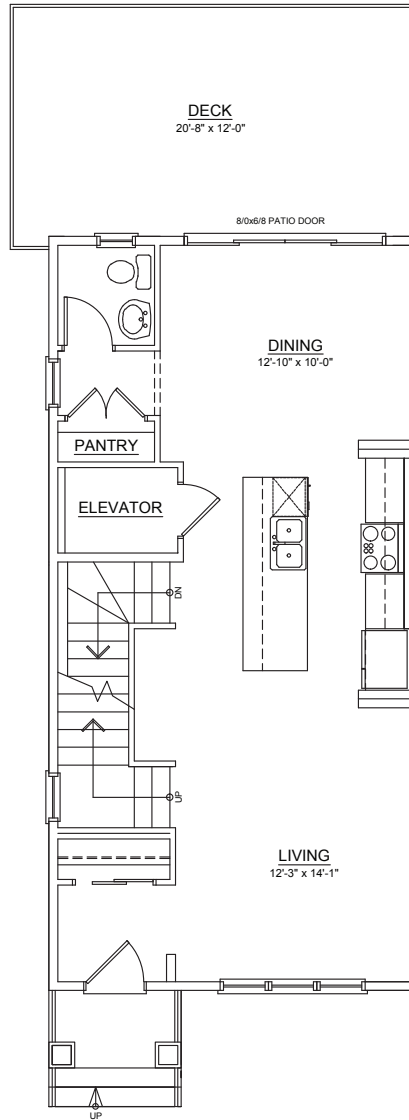 DECK
20'-8" x 12'-0"
8/0x6/8 PATIO DOOR
DINING
12'-10" x 10'-0"
PANTRY
ELEVATOR
DN
UP
LIVING
12'-3" x 14'-1"
UP